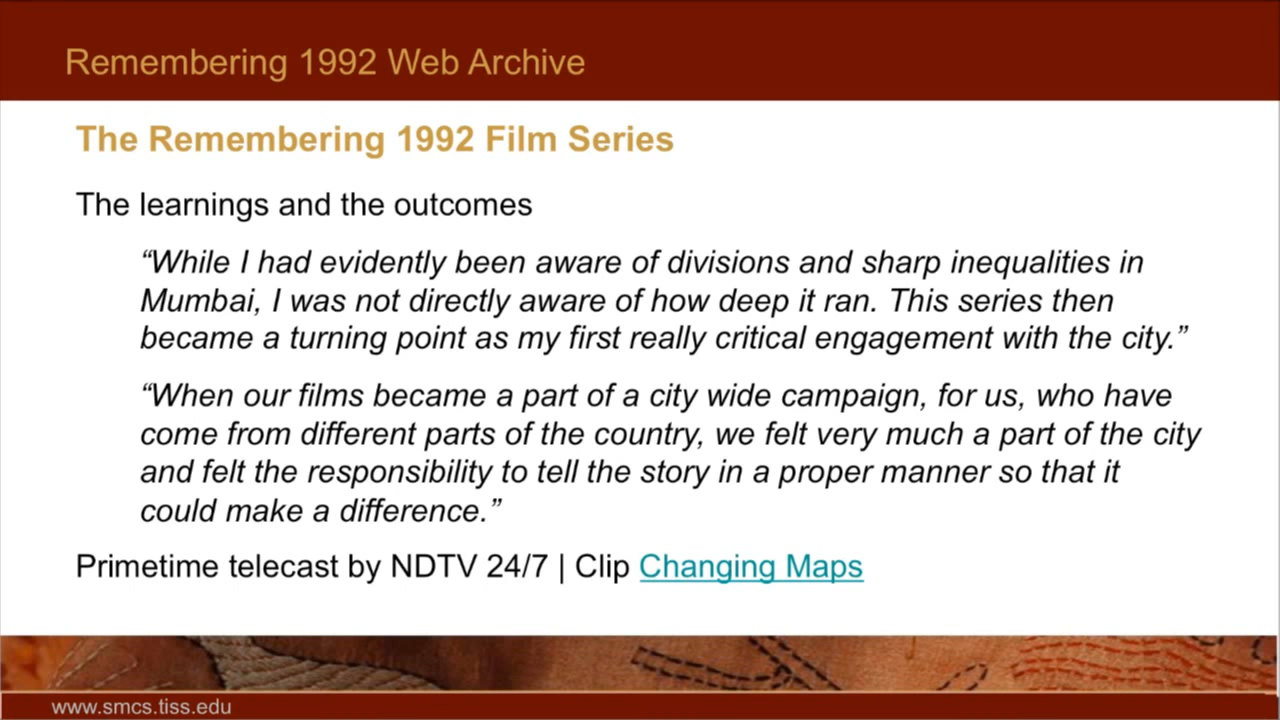 Remembering 1992 Web Archive
The Remembering 1992 Film Series
The learnings and the outcomes
“While I had evidently been aware of divisions and sharp inequalities in
Mumbai, I was not directly aware of how deep it ran. This series then
became a turning point as my first really critical engagement with the city.”
“When our films became a part of a city wide campaign, for us, who have
come from different parts of the country, we felt very much a part of the city
and felt the responsibility to tell the story in a proper manner so that it
could make a difference.”
Primetime telecast by NDTV 24/7 | Clip Changing Maps
www.smcs.tiss.edu